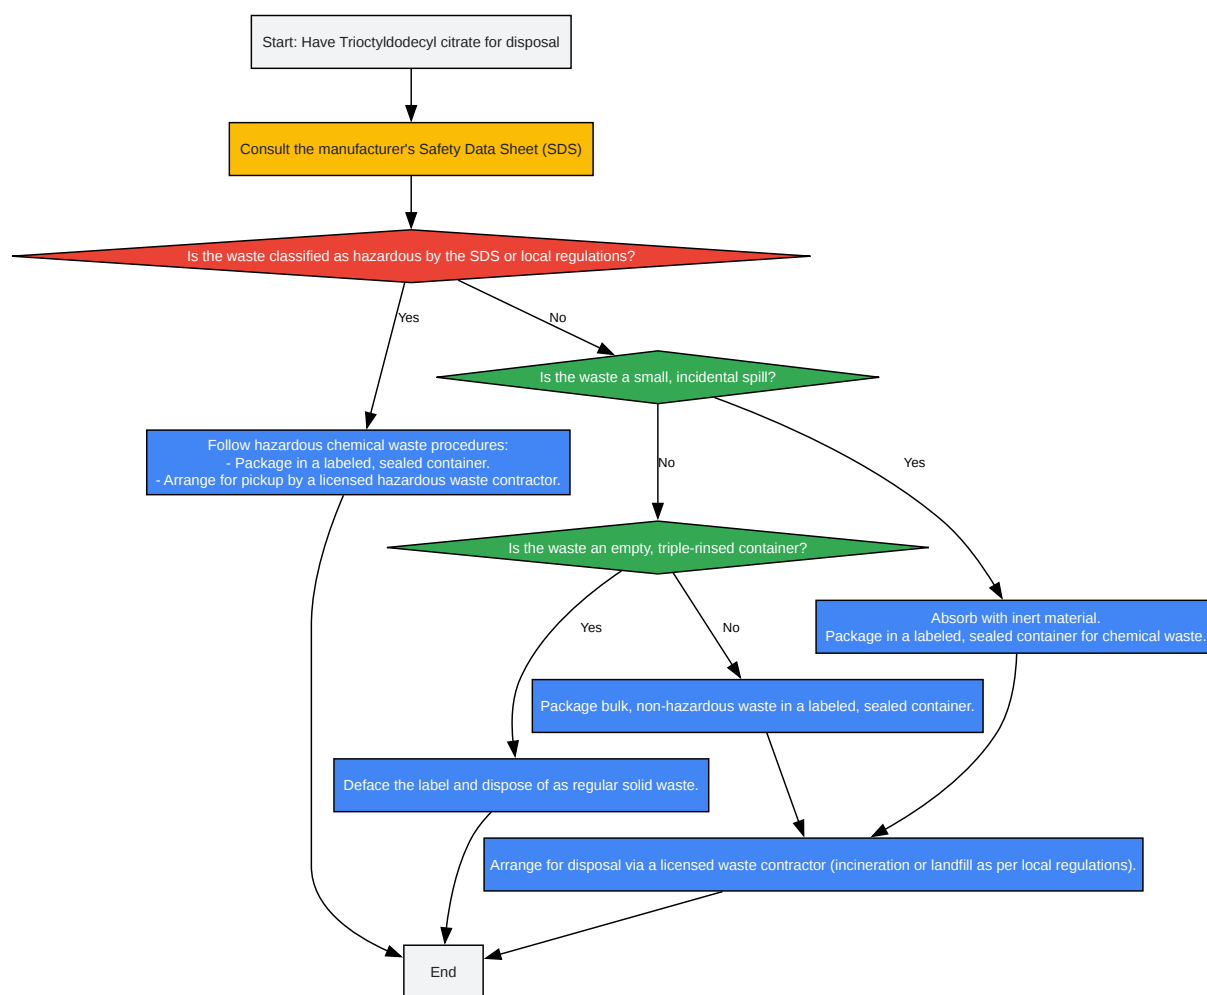 Start: Have Trioctyldodecyl citrate for disposal
Consult the manufacturer's Safety Data Sheet (SDS)
Is the waste classified as hazardous by the SDS or local regulations?
Yes
No
Is the waste a small, incidental spill?
Follow hazardous chemical waste procedures:
- Package in a labeled, sealed container.
- Arrange for pickup by a licensed hazardous waste contractor.
No
Yes
Is the waste an empty, triple-rinsed container?
Absorb with inert material.
Package in a labeled, sealed container for chemical waste.
Yes
No
Package bulk, non-hazardous waste in a labeled, sealed container.
Deface the label and dispose of as regular solid waste.
Arrange for disposal via a licensed waste contractor (incineration or landfill as per local regulations).
End